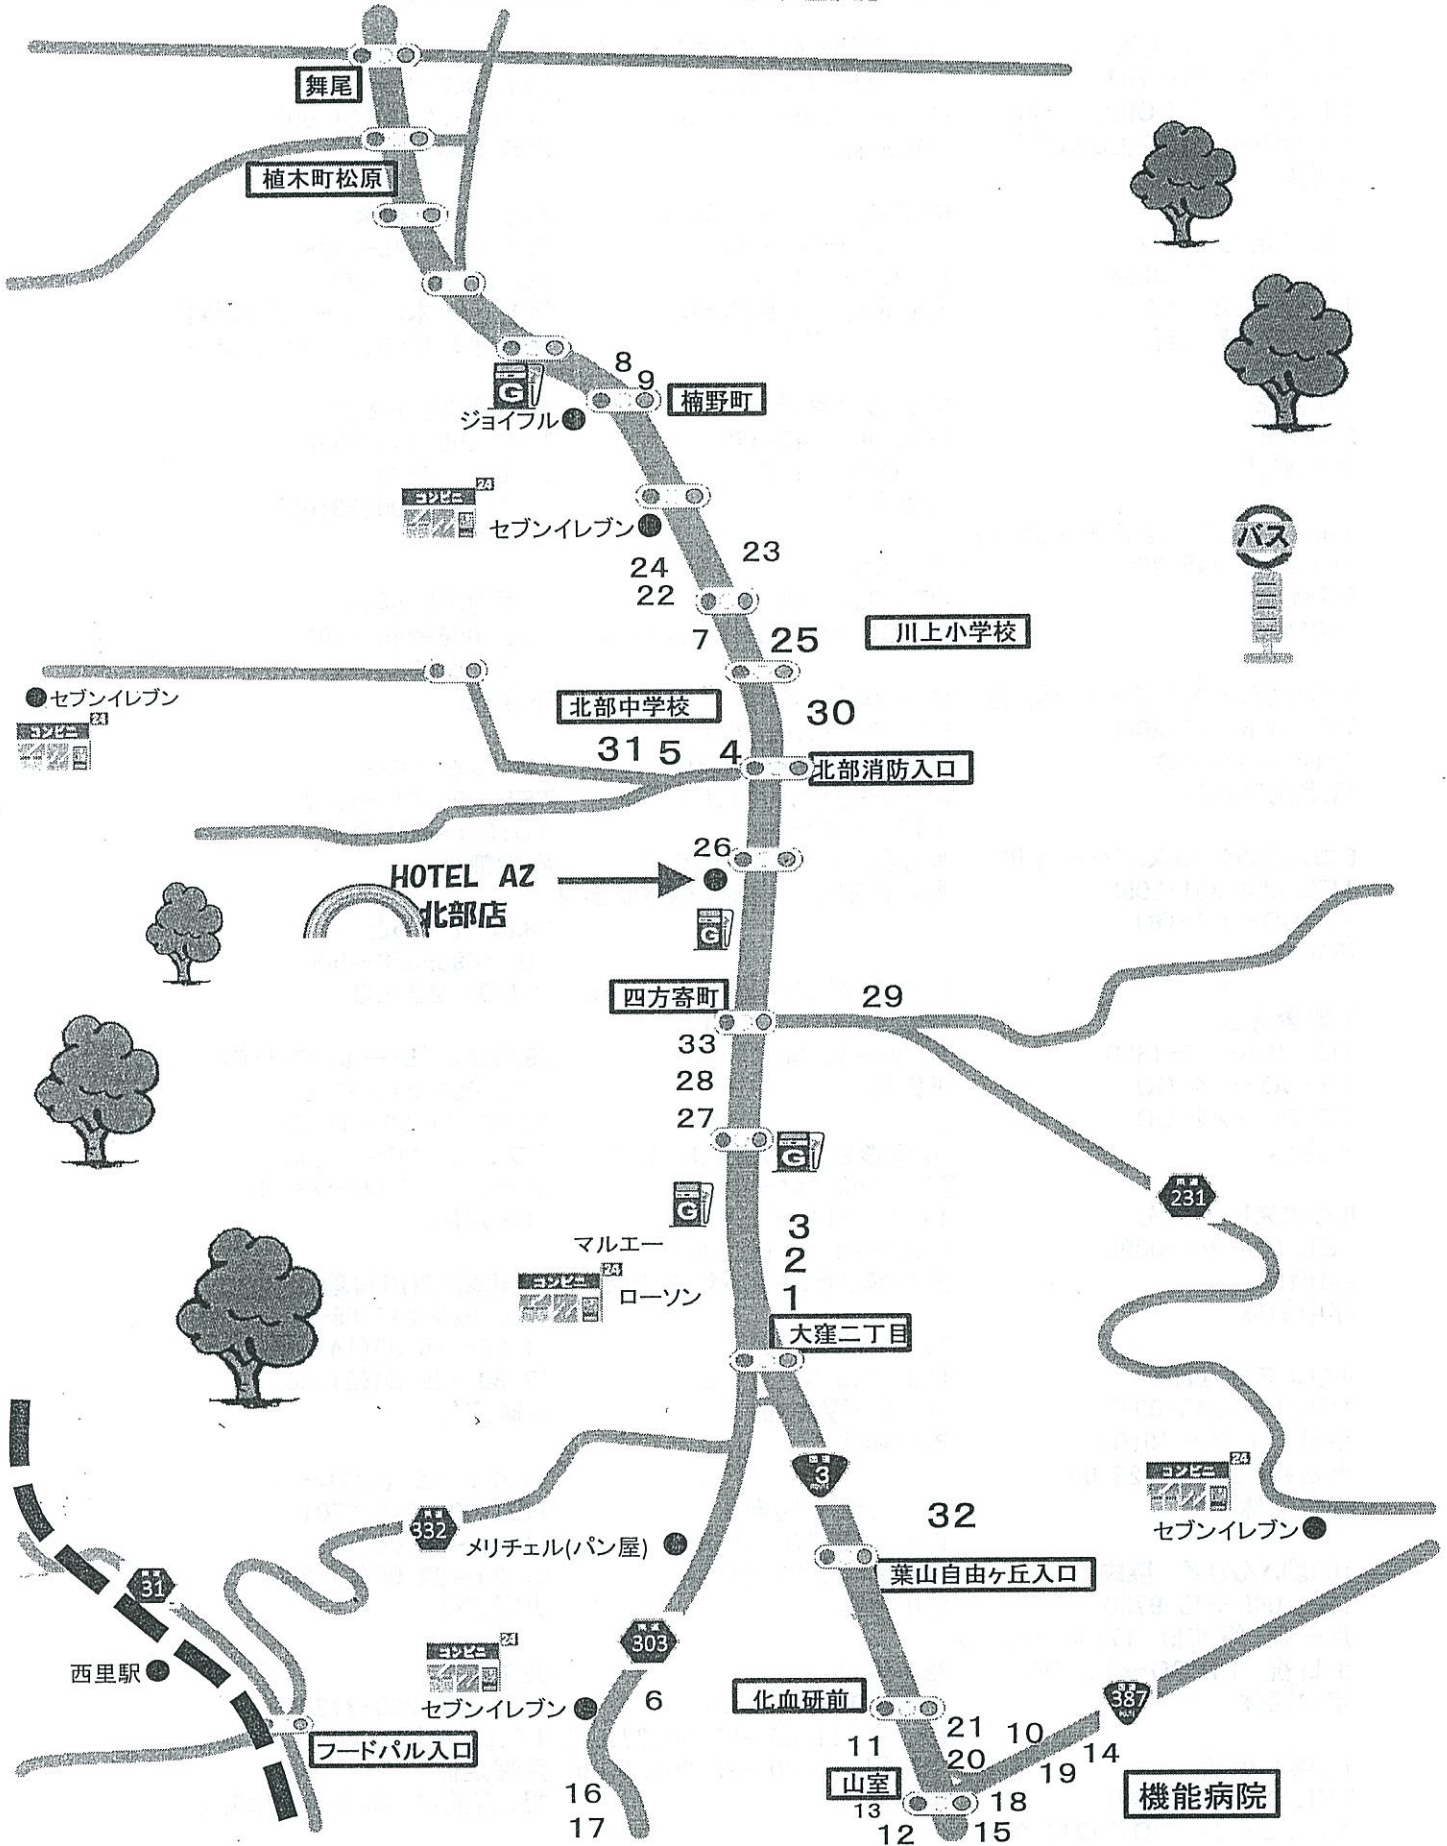 舞尾
植木町松原
8
9
楠野町
G
ジョイフル
24
コンビニ
セブンイレブン
バス
23
24
22
7
25
川上小学校
セブンイレブン
24
コンビニ
北部中学校
30
31
5
4
北部消防入口
26
HOTEL AZ
北部店
G
四方寄町
29
33
28
27
G
231
G
3
マルエー
2
24
コンビニ
ローソン
1
大窪二丁目
3
24
コンビニ
セブンイレブン
332
メリチェル(パン屋)
32
葉山自由ヶ丘入口
31
303
西里駅
24
コンビニ
セブンイレブン
6
化血研前
387
21
10
11
20
19
14
フードパル入口
山室
機能病院
16
13
18
17
12
15